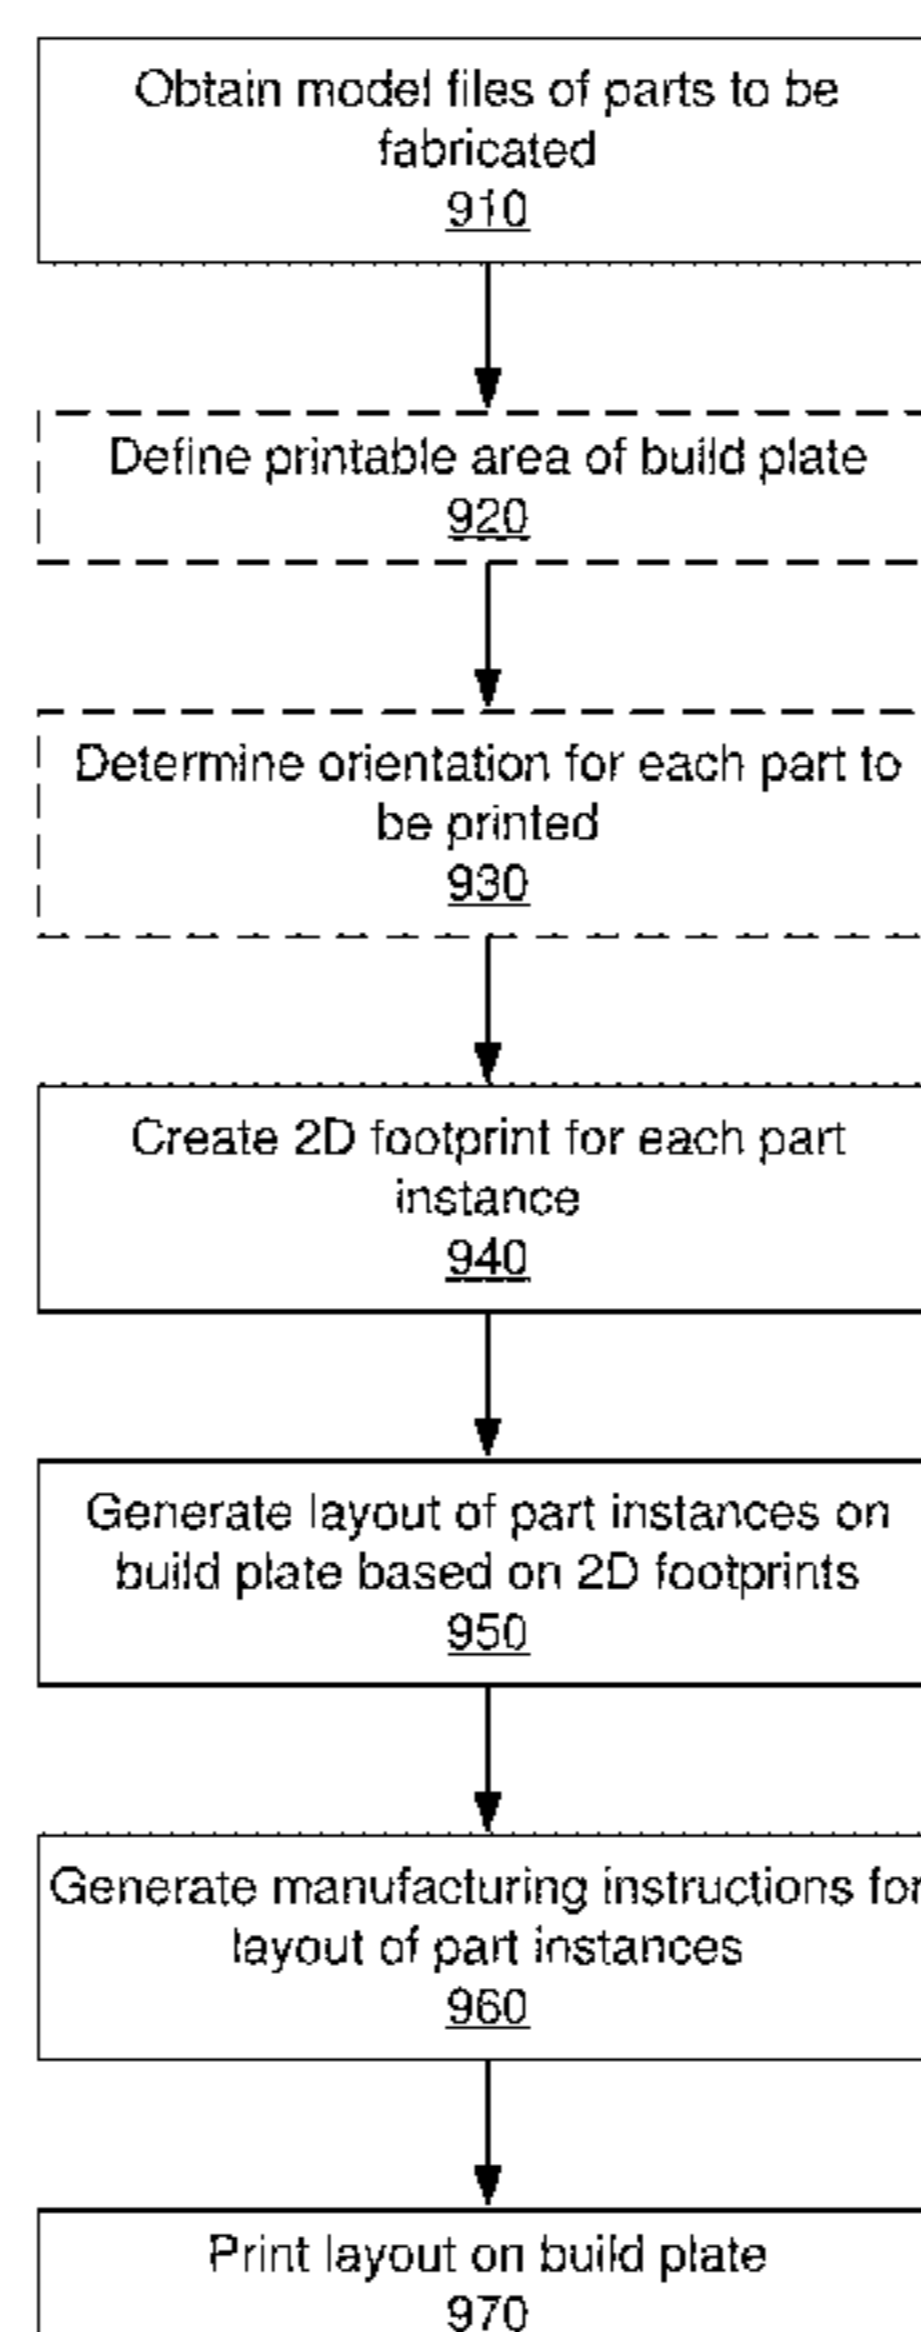 Obtain model files of parts to be
fabricated
910
Define printable area of build plate
920
Determine orientation for each part to
be printed
930
Create 2D footprint for each part
instance
940
Generate layout of part instances on
build plate based on 2D footprints
950
Generate manufacturing instructions for
layout of part instances
960
Print layout on build plate
970